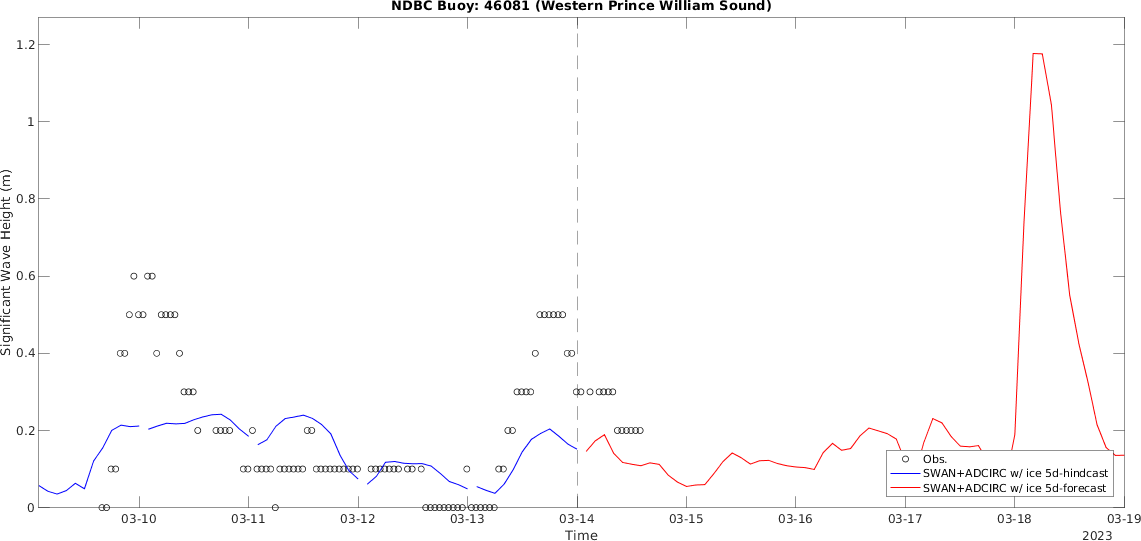 NDBC Buoy: 46081 (Western Prince William Sound)
Significant Wave Height (m)
1.2
1
0.8
0.6
0.4
0.2
0
Obs.
SWAN+ADCIRC w/ ice 5d-hindcast
SWAN+ADCIRC w/ ice 5d-forecast
03-10 03-11 03-12 03-13 03-14 03-15 03-16 03-17 03-18 03-19
Time
2023